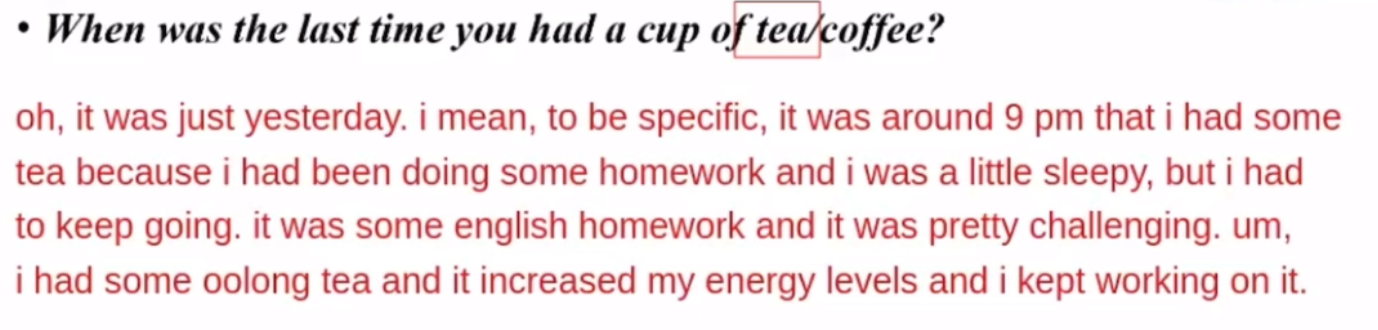 • When was the last time you had a cup of tea/coffee?
oh, it was just yesterday. i mean, to be specific, it was around 9 pm that i had some
tea because i had been doing some homework and i was a little sleepy, but i had
to keep going. it was some english homework and it was pretty challenging. um,
i had some oolong tea and it increased my energy levels and i kept working on it.